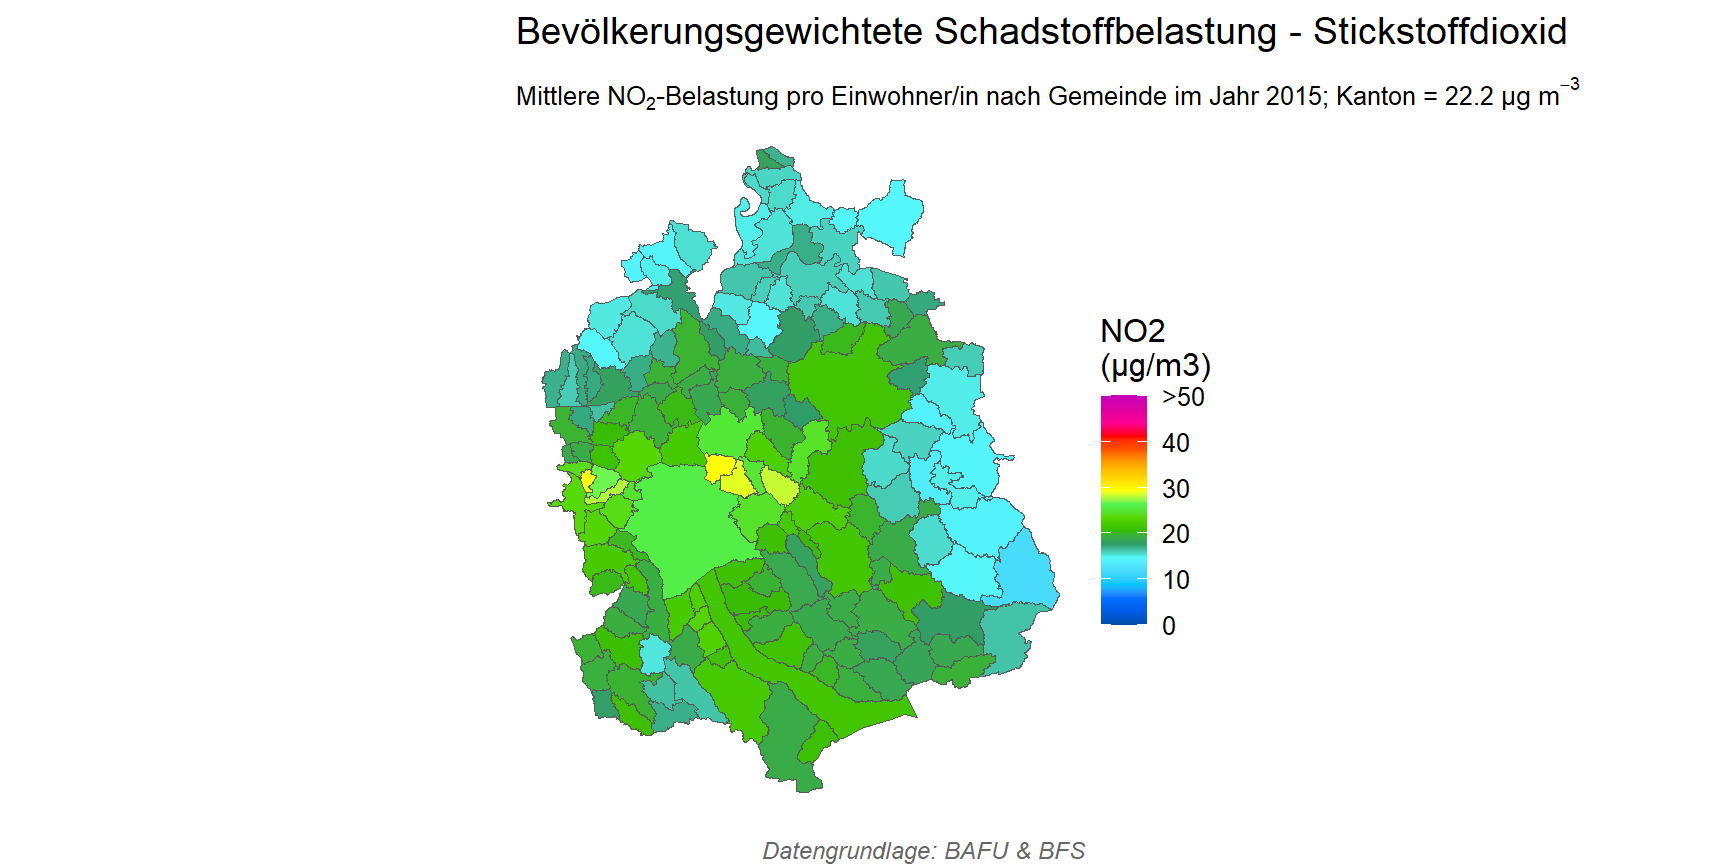 Bevölkerungsgewichtete Schadstoffbelastung - Stickstoffdioxid
Mittlere NO₂-Belastung pro Einwohner/in nach Gemeinde im Jahr 2015; Kanton = 22.2 µg m⁻³
NO2
(µg/m3)
>50
40
30
20
10
0
Datengrundlage: BAFU & BFS